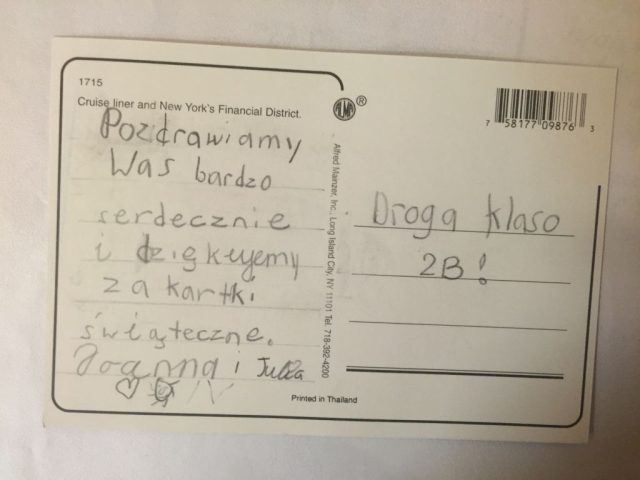 1715
Cruise liner and New York's Financial District.
Pozdrawiamy
Was bardzo
serdecznie
i dziękujemy
za kartki
świąteczne.
Joanna i Julia
ALMA®
Alfred Mainzer, Inc., Long Island City, NY 11101 Tel. 718-392-4200
7 58177 09876 3
Droga klaso
2B!
Printed in Thailand